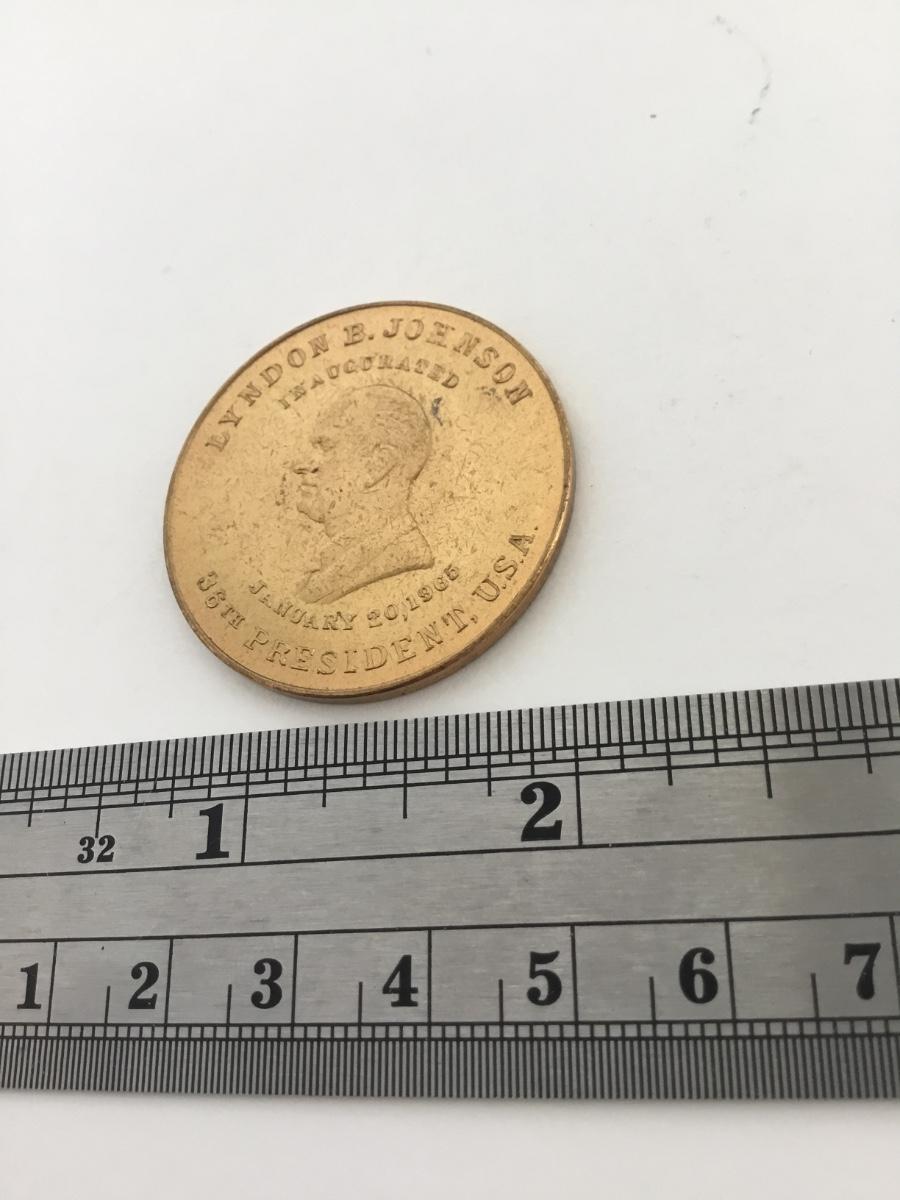 LYNDON B. JOHNSON
INAUGURATED
JANUARY 20, 1965
36TH PRESIDENT, U.S.A.
32 1 2
1 2 3 4 5 6 7